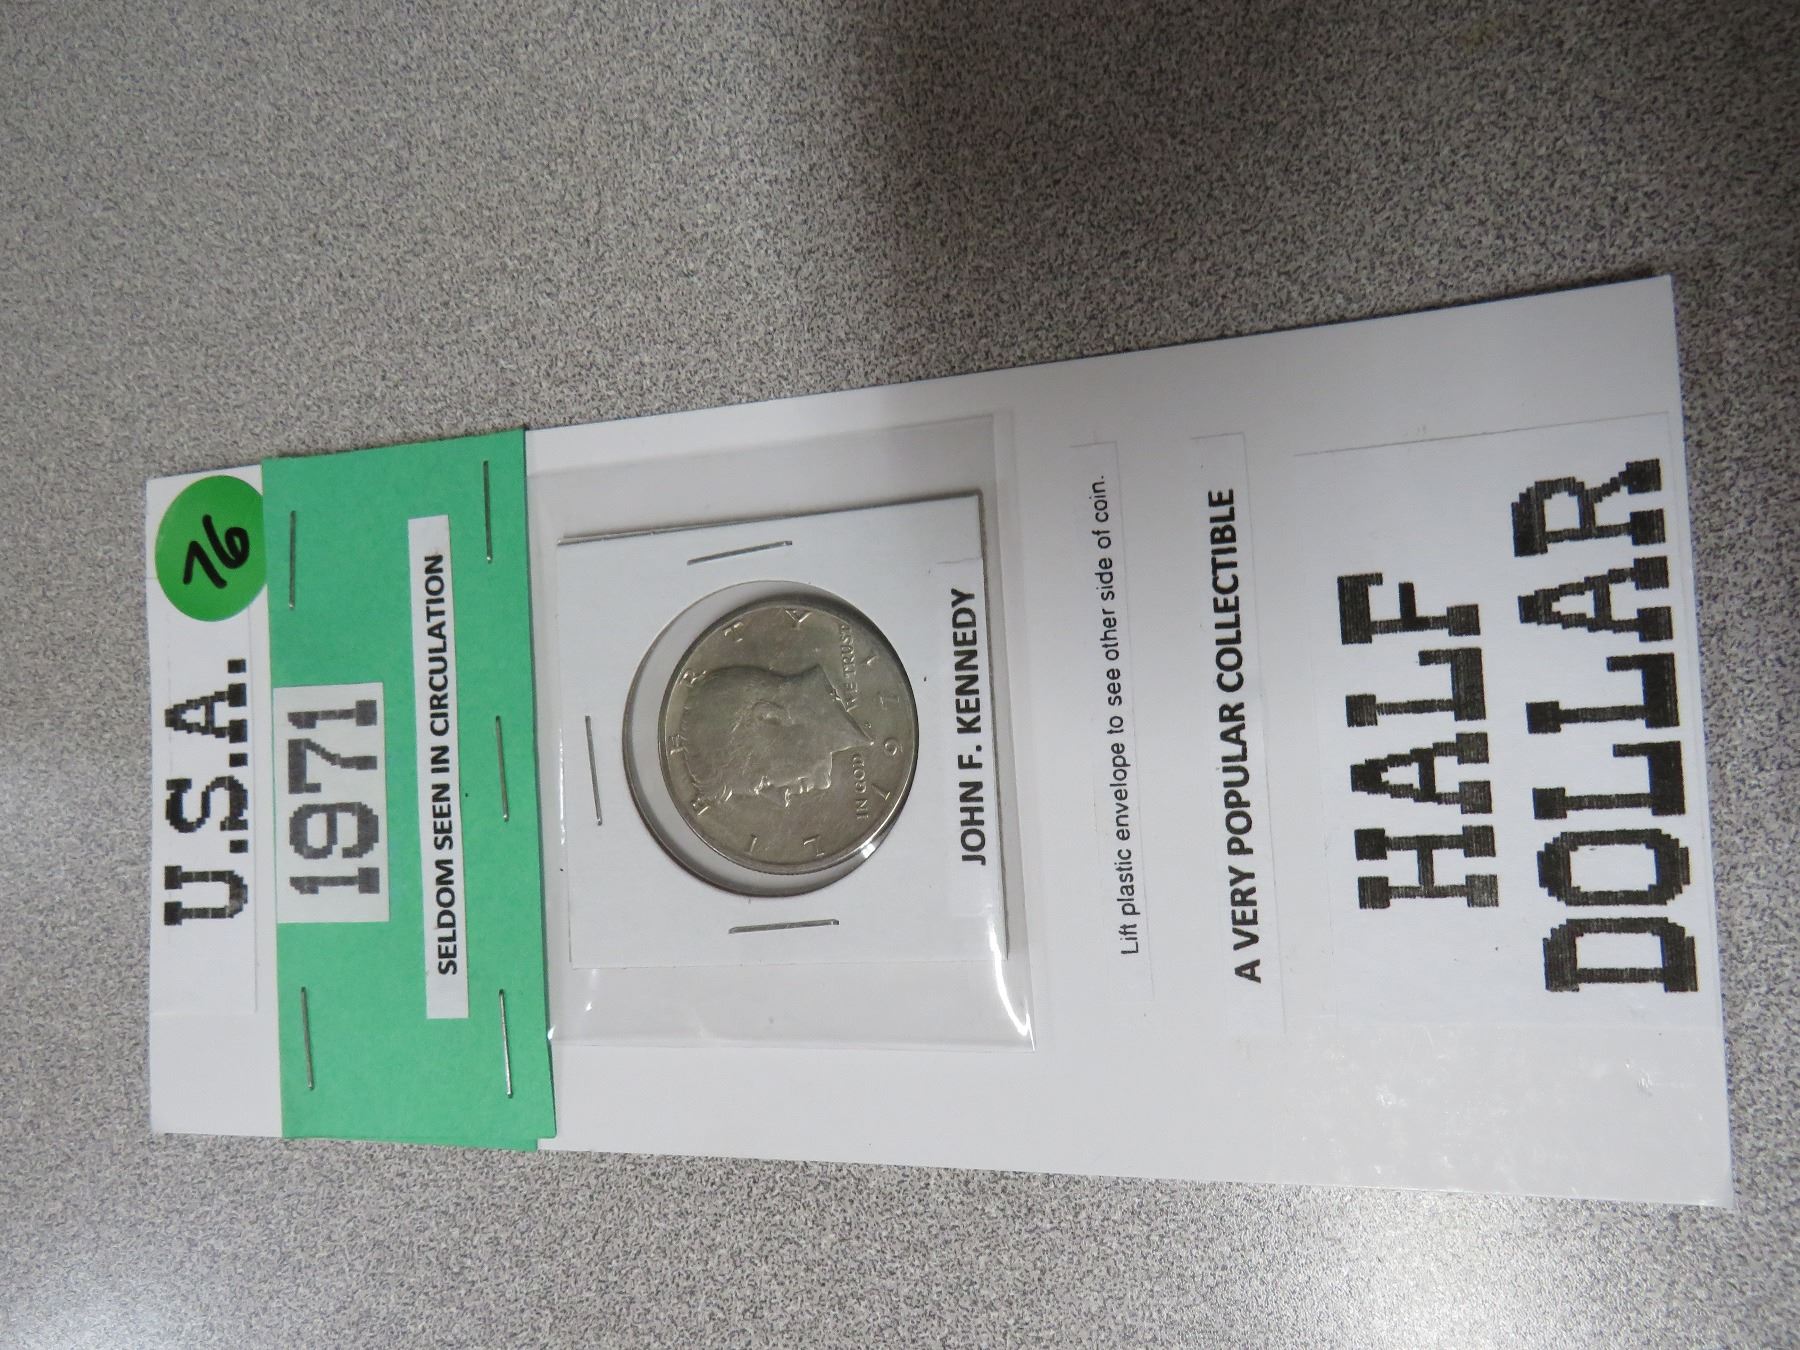 76
U.S.A.
1971
SELDOM SEEN IN CIRCULATION
LIBERTY
IN GOD WE TRUST
1971
JOHN F. KENNEDY
Lift plastic envelope to see other side of coin.
A VERY POPULAR COLLECTIBLE
HALF
DOLLAR